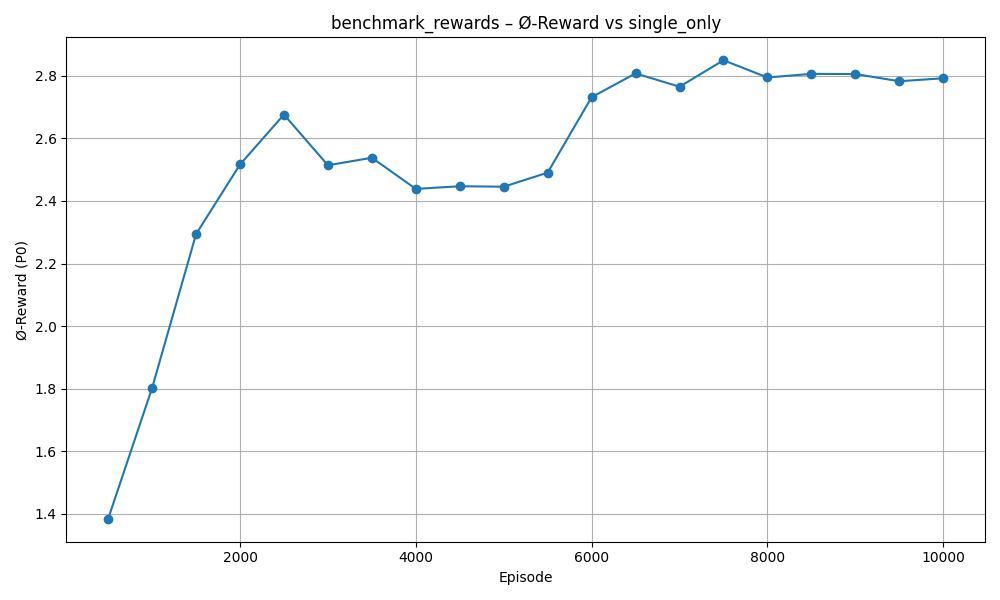 benchmark_rewards – Ø-Reward vs single_only
Ø-Reward (P0)
2.8
2.6
2.4
2.2
2.0
1.8
1.6
1.4
2000 4000 6000 8000 10000
Episode